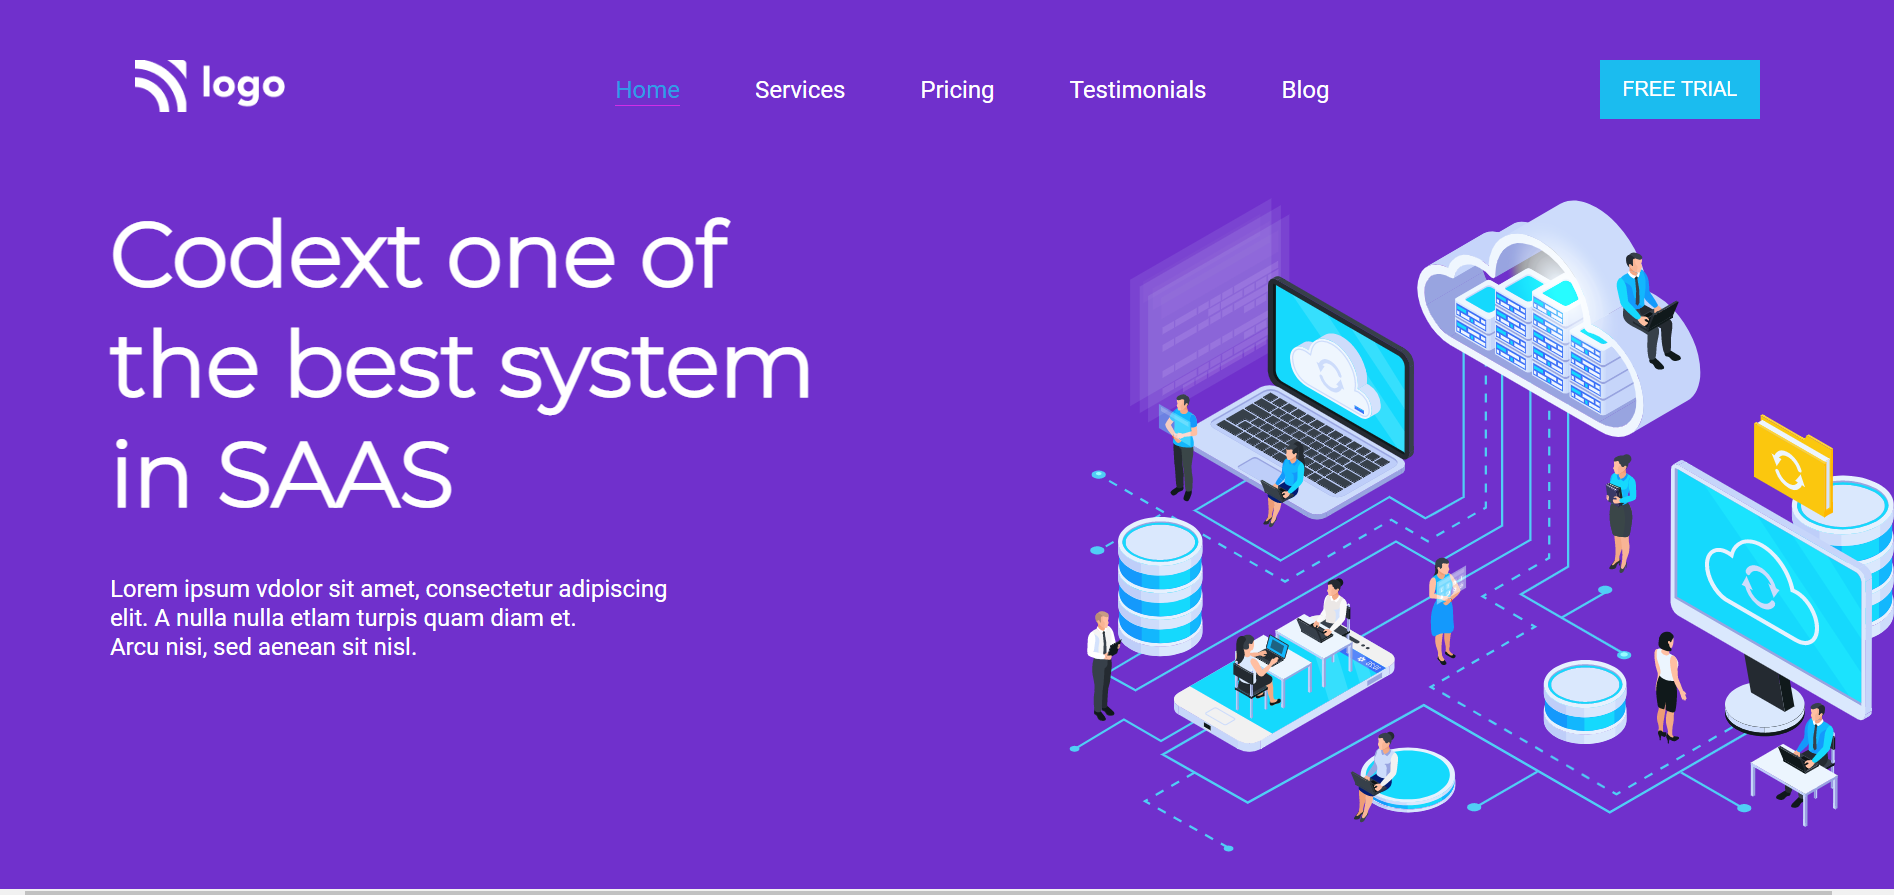 logo
Home
Services
Pricing
Testimonials
Blog
FREE TRIAL
Codext one of
the best system
in SAAS
Lorem ipsum vdolor sit amet, consectetur adipiscing
elit. A nulla nulla etlam turpis quam diam et.
Arcu nisi, sed aenean sit nisl.